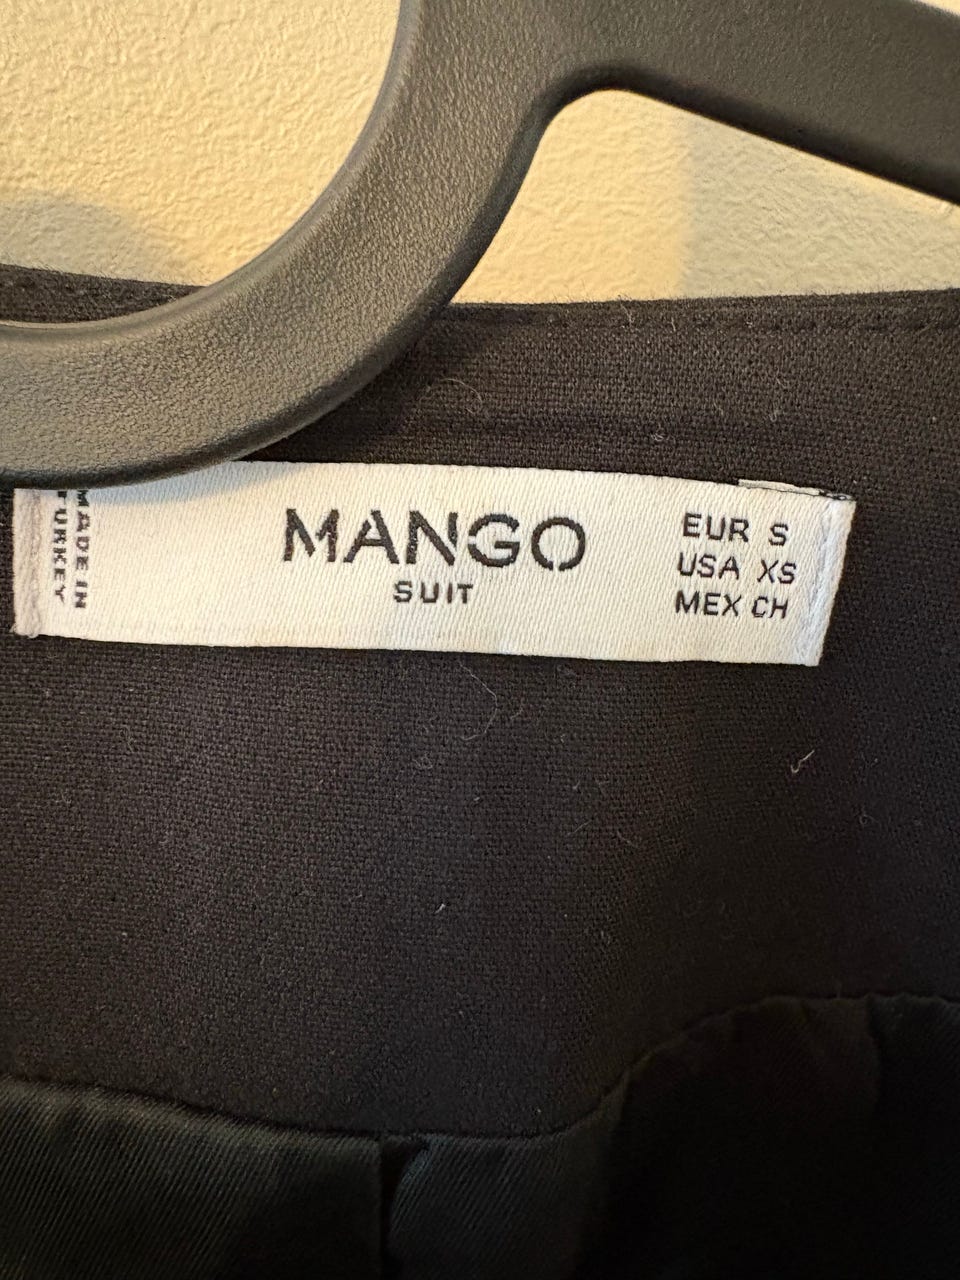 MADE IN
TURKEY
MANGO
SUIT
EUR S
USA XS
MEX CH